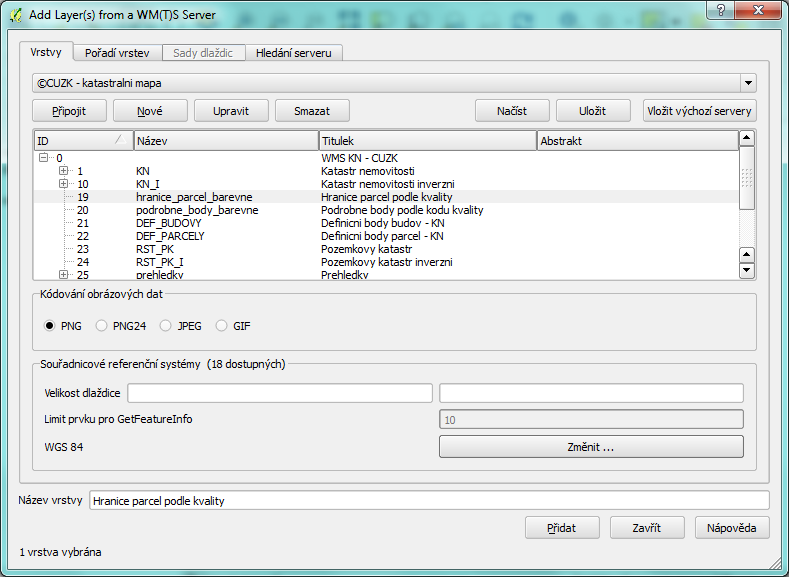 Add Layer(s) from a WM(T)S Server
Vrstvy Pořadí vrstev Sady dlaždic Hledání serveru
©CUZK - katastralni mapa
Připojit Nové Upravit Smazat Načíst Uložit Vložit výchozí servery
ID Název Titulek Abstrakt
0 WMS KN - CUZK
1 KN Katastr nemovitosti
10 KN_I Katastr nemovitosti inverzni
19 hranice_parcel_barevne Hranice parcel podle kvality
20 podrobne_body_barevne Podrobne body podle kodu kvality
21 DEF_BUDOVY Definicni body budov - KN
22 DEF_PARCELY Definicni body parcel - KN
23 RST_PK Pozemkovy katastr
24 RST_PK_I Pozemkovy katastr inverzni
25 prehledky Prehledky
Kódování obrázových dat
PNG PNG24 JPEG GIF
Souřadnicové referenční systémy (18 dostupných)
Velikost dlaždice
Limit prvku pro GetFeatureInfo 10
WGS 84 Změnit ...
Název vrstvy Hranice parcel podle kvality
Přidat Zavřít Nápověda
1 vrstva vybrána